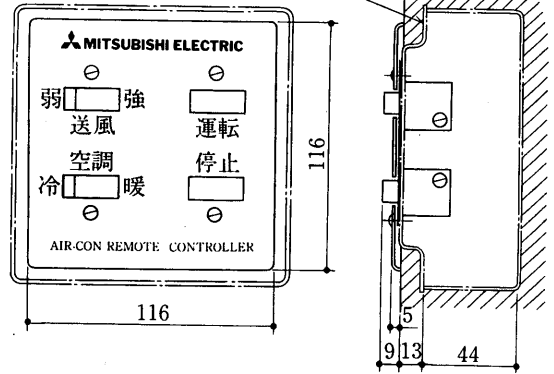 MITSUBISHI ELECTRIC
弱 強
送風 運転
空調 停止
冷 暖
AIR-CON REMOTE CONTROLLER
116
116
5
9 13 44